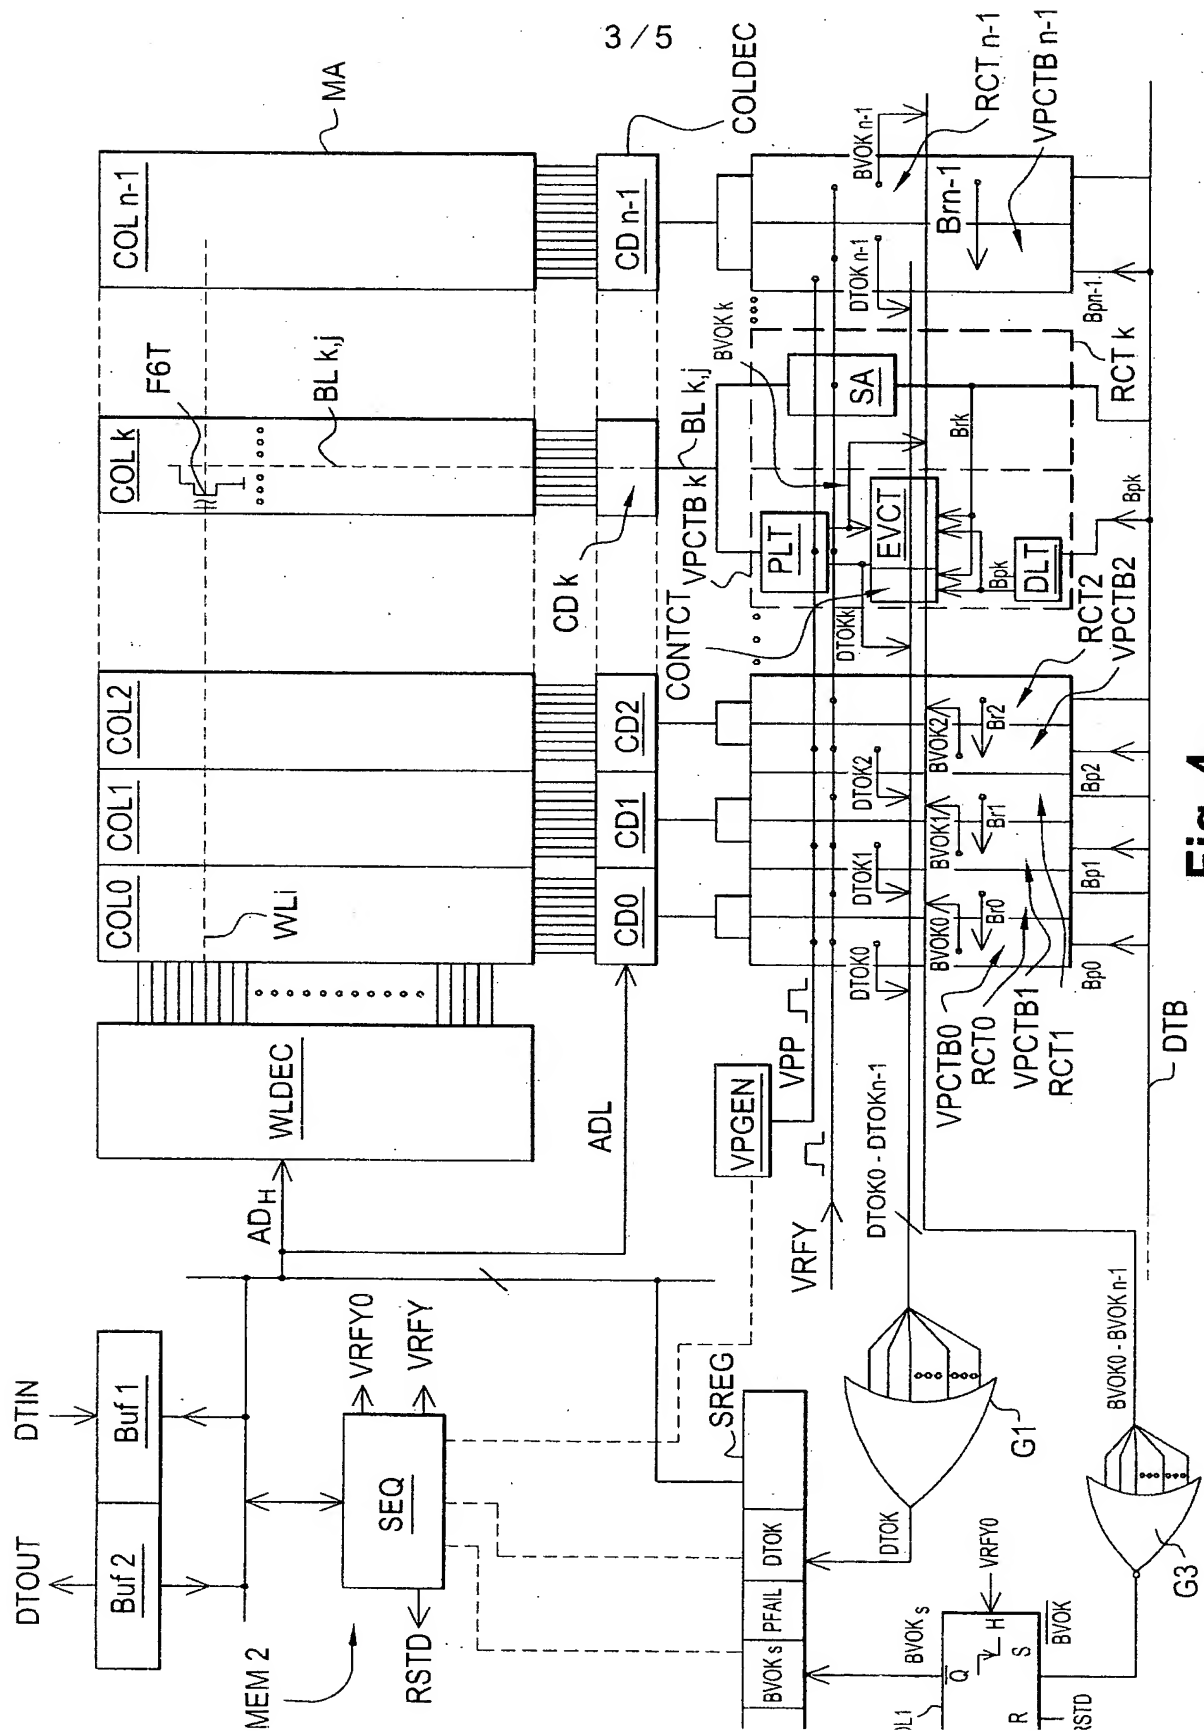 3/5
MA
COLDEC
RCT n-1
VPCTB n-1
COL n-1
CD n-1
BVOK n-1
Brn-1
DTOK n-1
Bpn-1
F6T
BL k,j
COL k
CD k
BL k,j
BVOK k
VPCTB k
CONTCT
PLT
SA
EVCT
DLT
Brk
Bpk
Bpk
DTOKk
RCT k
COL2
COL1
COL0
CD2
CD1
CD0
WLi
WLDEC
ADH
ADL
DTOK2
DTOK1
DTOK0
BVOK2
BVOK1
BVOK0
Br2
Br1
Br0
Bp2
Bp1
Bp0
RCT2
VPCTB2
VPCTB0
RCT0
VPCTB1
RCT1
DTB
VPGEN
VPP
VRFY
DTOK0 - DTOKn-1
BVOK0 - BVOK n-1
DTIN
DTOUT
Buf 1
Buf 2
SEQ
VRFY0
VRFY
RSTD
MEM 2
SREG
DTOK
PFAIL
BVOK s
DTOK
G1
G3
BVOK s
VRFY0
Q
H
S
R
BVOK
RSTD